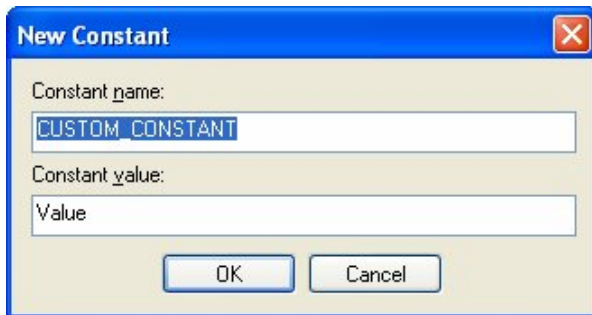 New Constant
Constant name:
CUSTOM_CONSTANT
Constant value:
Value
OK Cancel